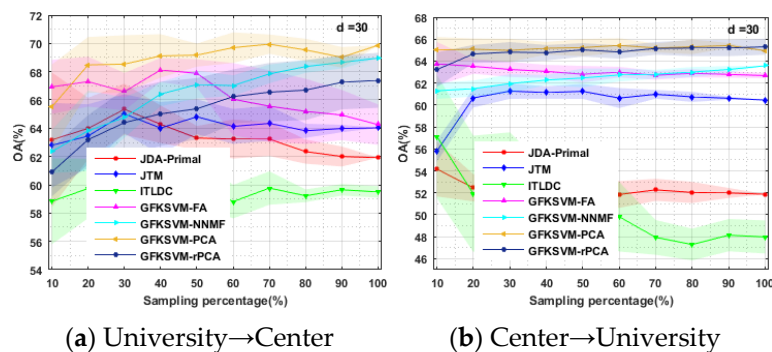 d =30
72
70
68
66
64
62
60
58
56
54
OA(%)
JDA-Primal
JTM
ITLDC
GFKSVM-FA
GFKSVM-NNMF
GFKSVM-PCA
GFKSVM-rPCA
10 20 30 40 50 60 70 80 90 100
Sampling percentage(%)
(a) University→Center
d =30
68
66
64
62
60
58
56
54
52
50
48
46
44
OA(%)
JDA-Primal
JTM
ITLDC
GFKSVM-FA
GFKSVM-NNMF
GFKSVM-PCA
GFKSVM-rPCA
10 20 30 40 50 60 70 80 90 100
Sampling percentage(%)
(b) Center→University